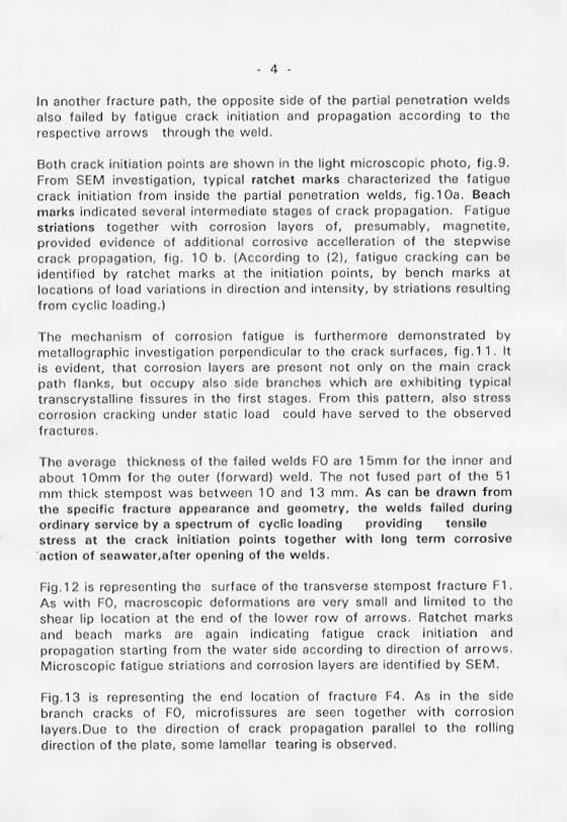 - 4 -
In another fracture path, the opposite side of the partial penetration welds
also failed by fatigue crack initiation and propagation according to the
respective arrows through the weld.
Both crack initiation points are shown in the light microscopic photo, fig.9.
From SEM investigation, typical ratchet marks characterized the fatigue
crack initiation from inside the partial penetration welds, fig.10a. Beach
marks indicated several intermediate stages of crack propagation. Fatigue
striations together with corrosion layers of, presumably, magnetite,
provided evidence of additional corrosive accelleration of the stepwise
crack propagation, fig. 10 b. (According to (2), fatigue cracking can be
identified by ratchet marks at the initiation points, by bench marks at
locations of load variations in direction and intensity, by striations resulting
from cyclic loading.)
The mechanism of corrosion fatigue is furthermore demonstrated by
metallographic investigation perpendicular to the crack surfaces, fig.11. It
is evident, that corrosion layers are present not only on the main crack
path flanks, but occupy also side branches which are exhibiting typical
transcrystalline fissures in the first stages. From this pattern, also stress
corrosion cracking under static load could have served to the observed
fractures.
The average thickness of the failed welds F0 are 15mm for the inner and
about 10mm for the outer (forward) weld. The not fused part of the 51
mm thick stempost was between 10 and 13 mm. As can be drawn from
the specific fracture appearance and geometry, the welds failed during
ordinary service by a spectrum of cyclic loading providing tensile
stress at the crack initiation points together with long term corrosive
action of seawater,after opening of the welds.
Fig.12 is representing the surface of the transverse stempost fracture F1.
As with F0, macroscopic deformations are very small and limited to the
shear lip location at the end of the lower row of arrows. Ratchet marks
and beach marks are again indicating fatigue crack initiation and
propagation starting from the water side according to direction of arrows.
Microscopic fatigue striations and corrosion layers are identified by SEM.
Fig.13 is representing the end location of fracture F4. As in the side
branch cracks of F0, microfissures are seen together with corrosion
layers.Due to the direction of crack propagation parallel to the rolling
direction of the plate, some lamellar tearing is observed.